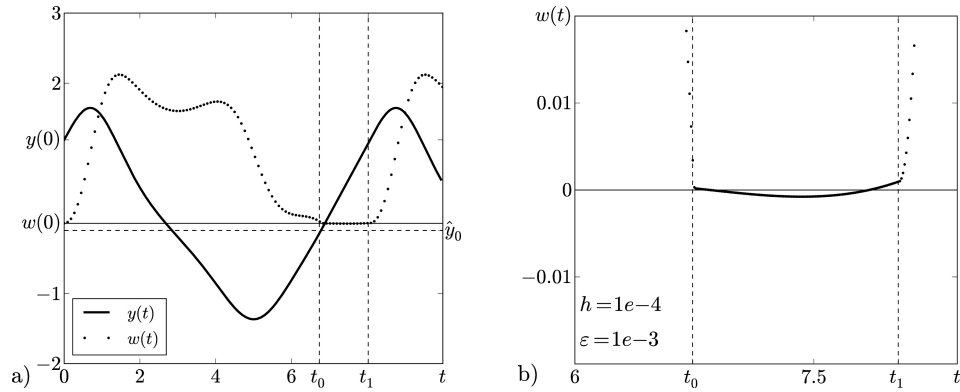 3
2
y(0)
w(0)
ŷ₀
−1
−2
y(t)
w(t)
0
2
4
6
t₀
t₁
t
a)
w(t)
0.01
0
−0.01
h=1e−4
ε=1e−3
6
t₀
7.5
t₁
t
b)